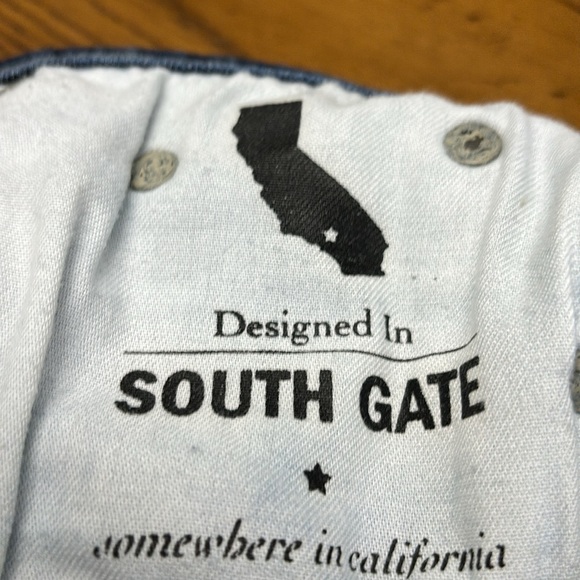 Designed In
SOUTH GATE
somewhere in california